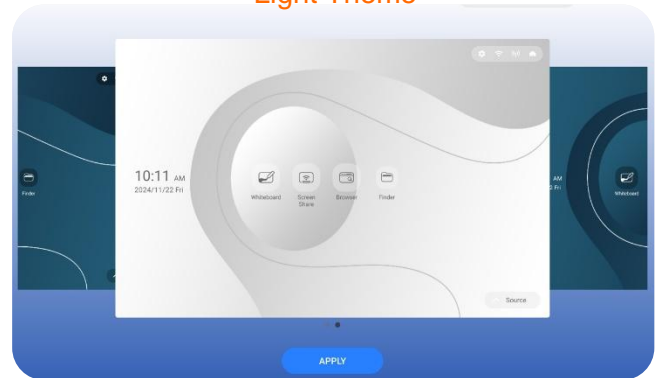 Light Theme
10:11 AM
2024/11/22 Fri
Whiteboard
Screen
Share
Browser
Finder
Source
Finder
AM
Fri
Whiteboard
APPLY